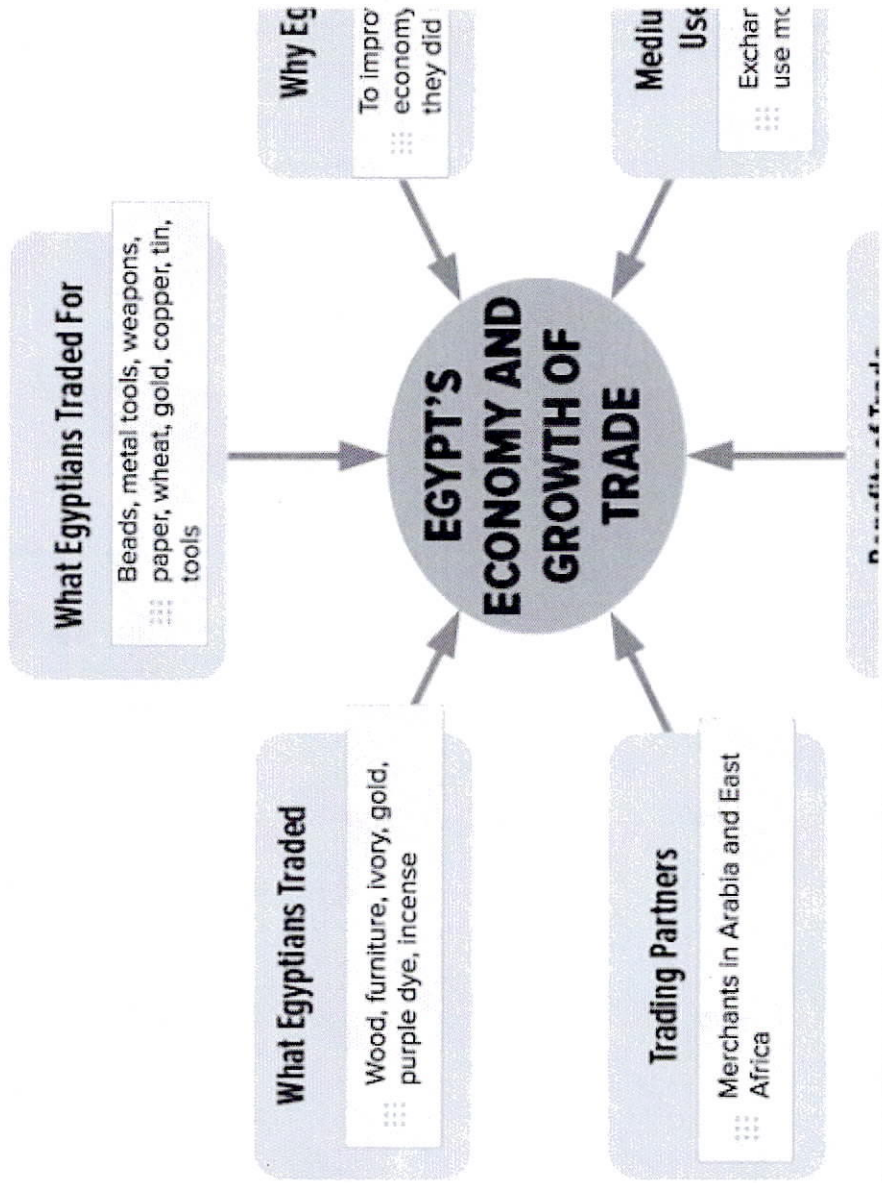 What Egyptians Traded
Wood, furniture, ivory, gold,
purple dye, incense
What Egyptians Traded For
Beads, metal tools, weapons,
paper, wheat, gold, copper, tin,
tools
Why Eg
To impro
economy
they did
EGYPT'S
ECONOMY AND
GROWTH OF
TRADE
Trading Partners
Merchants in Arabia and East
Africa
Mediu
Use
Exchan
use mo